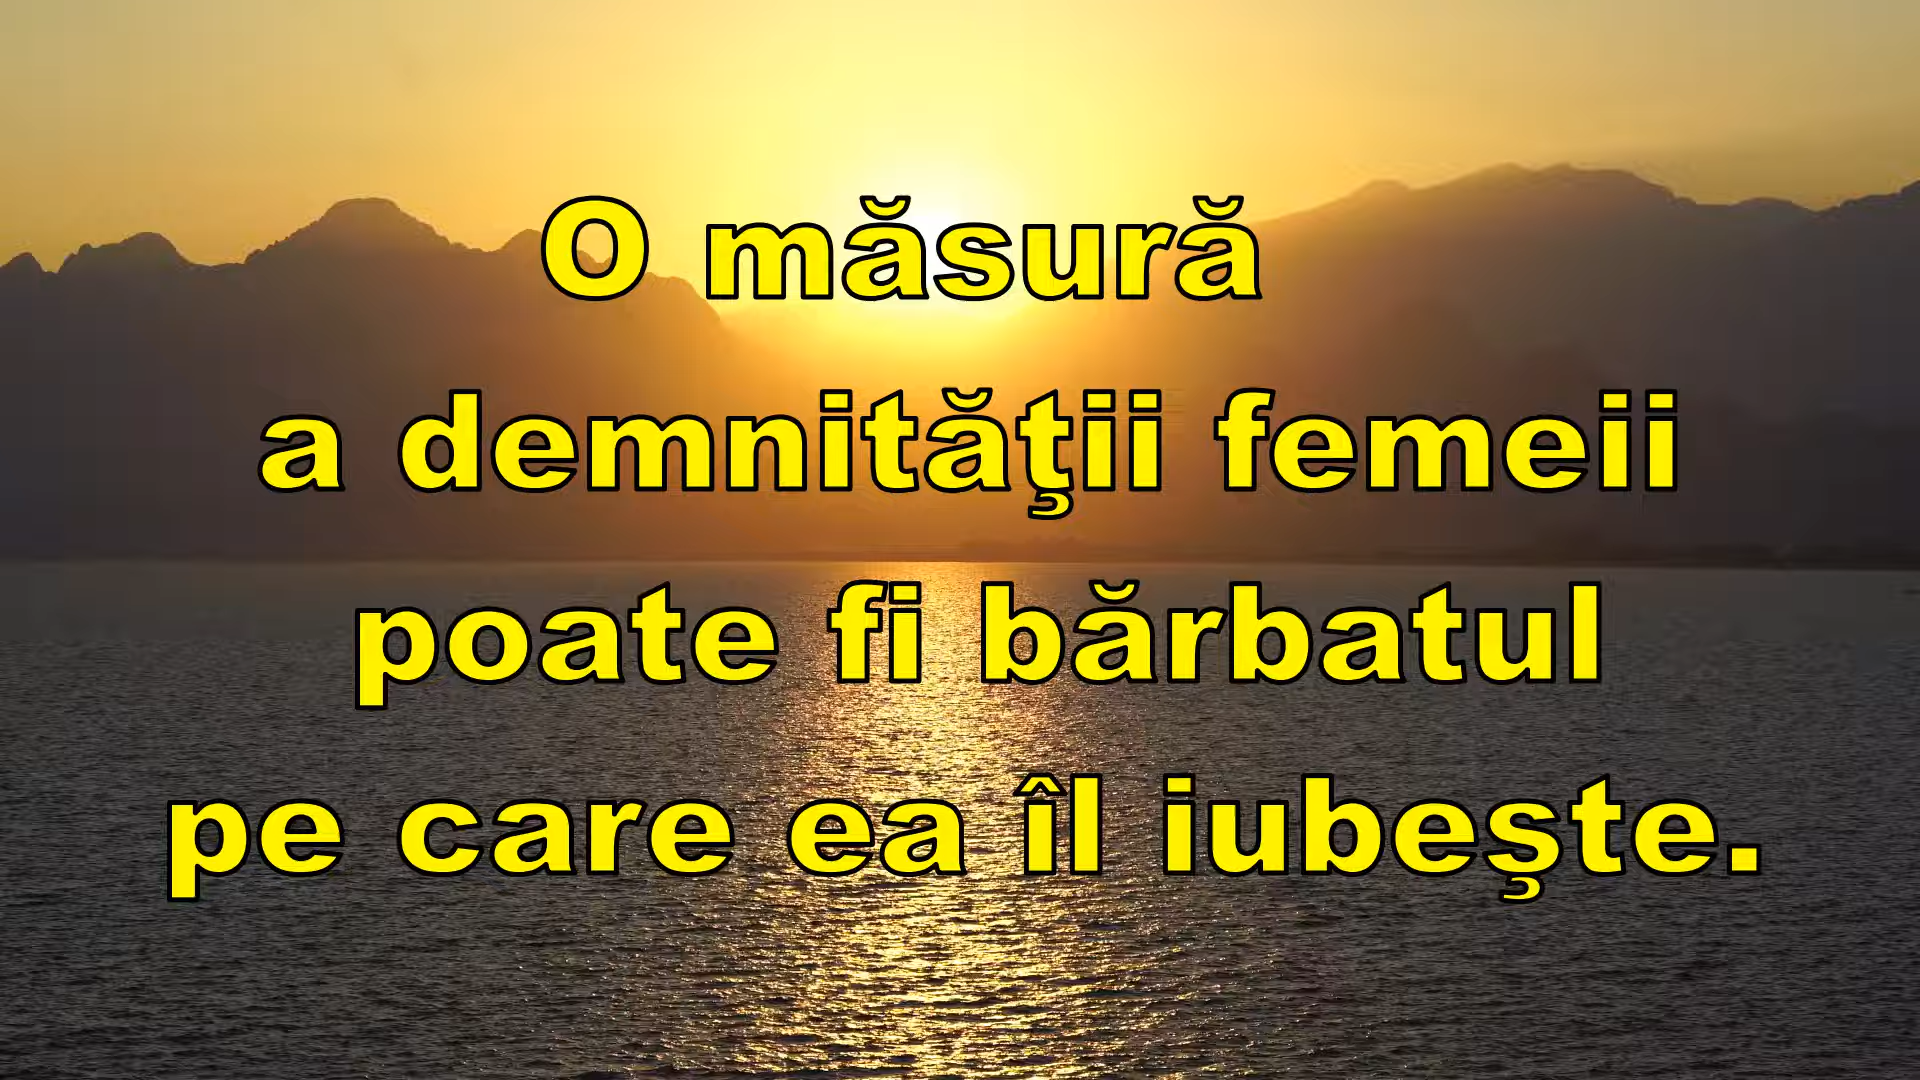 O măsură
a demnităţii femeii
poate fi bărbatul
pe care ea îl iubeşte.